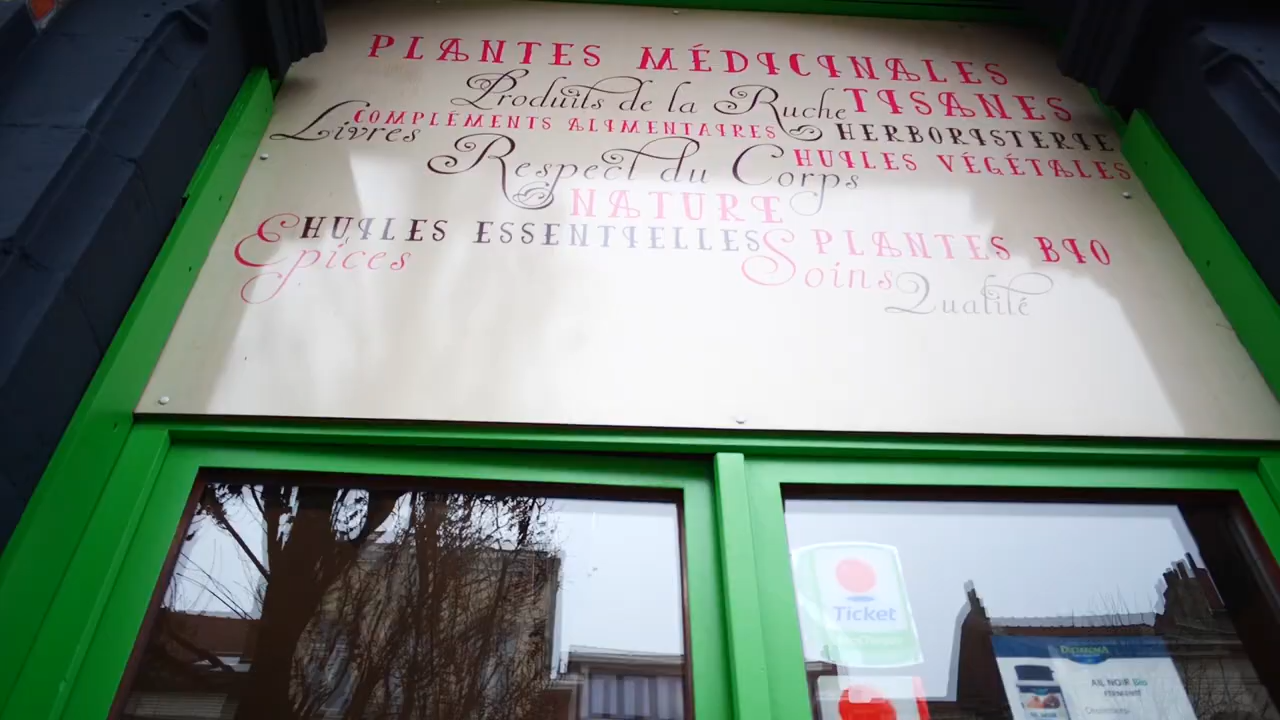 PLANTES MÉDICINALES
Produits de la Ruche TISANES
Livres COMPLÉMENTS ALIMENTAIRES HERBORISTERIE
Respect du Corps HUILES VÉGÉTALES
NATURE
Epices HUILES ESSENTIELLES Soins PLANTES BIO
Qualité
Ticket
AIL NOIR Bio
FERMENTÉ